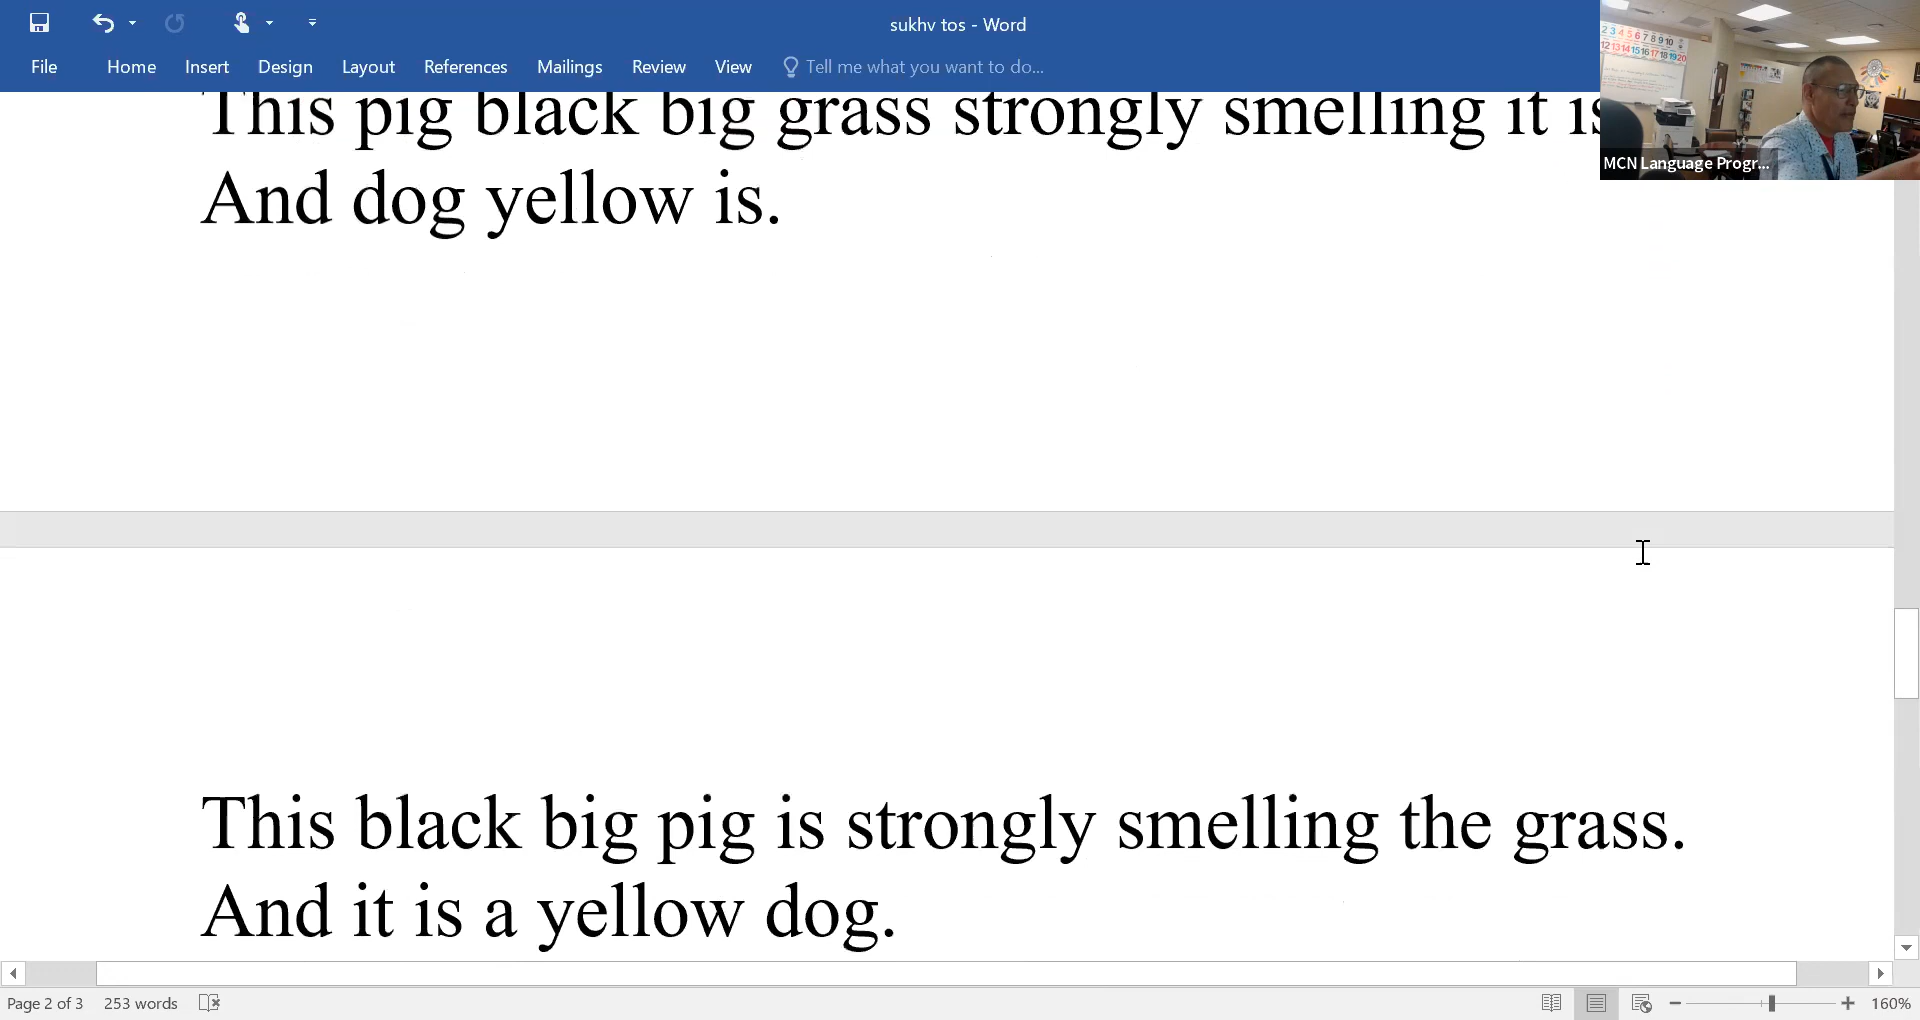 sukhv tos - Word
File Home Insert Design Layout References Mailings Review View Tell me what you want to do...
MCN Language Progr...
This pig black big grass strongly smelling it is
And dog yellow is.
This black big pig is strongly smelling the grass.
And it is a yellow dog.
Page 2 of 3 253 words
160%